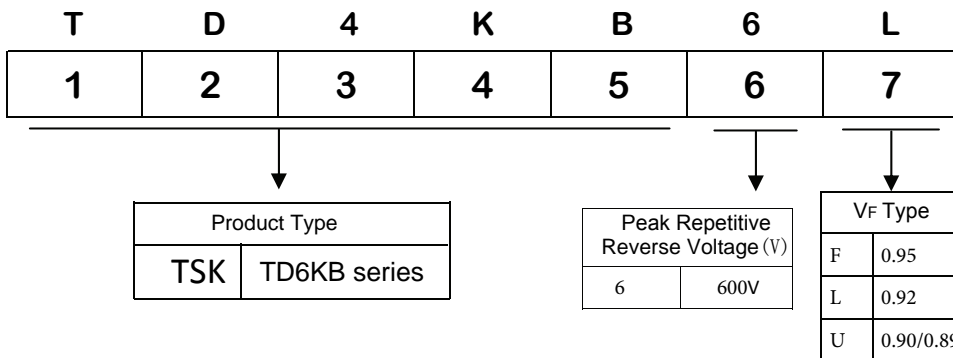 T D 4 K B 6 L
1 2 3 4 5 6 7
Product Type
TSK TD6KB series
Peak Repetitive
Reverse Voltage(V)
6 600V
VF Type
F 0.95
L 0.92
U 0.90/0.89